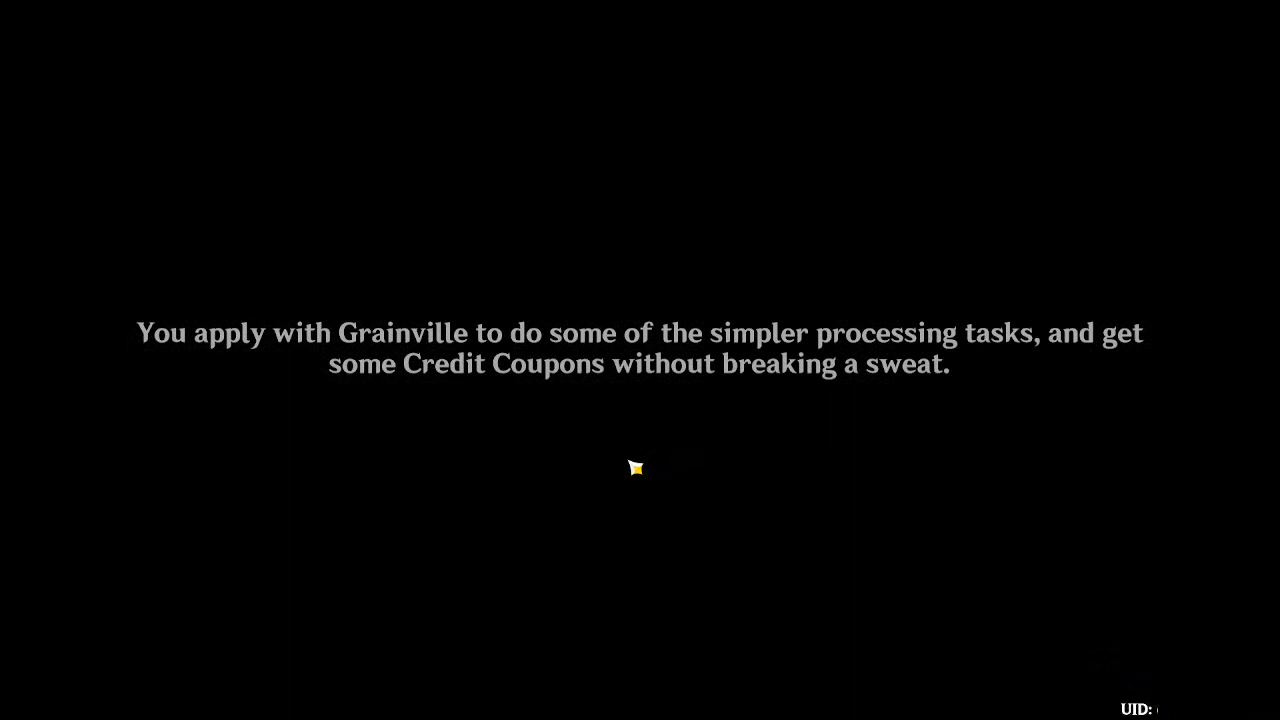 You apply with Grainville to do some of the simpler processing tasks, and get
some Credit Coupons without breaking a sweat.
UID: